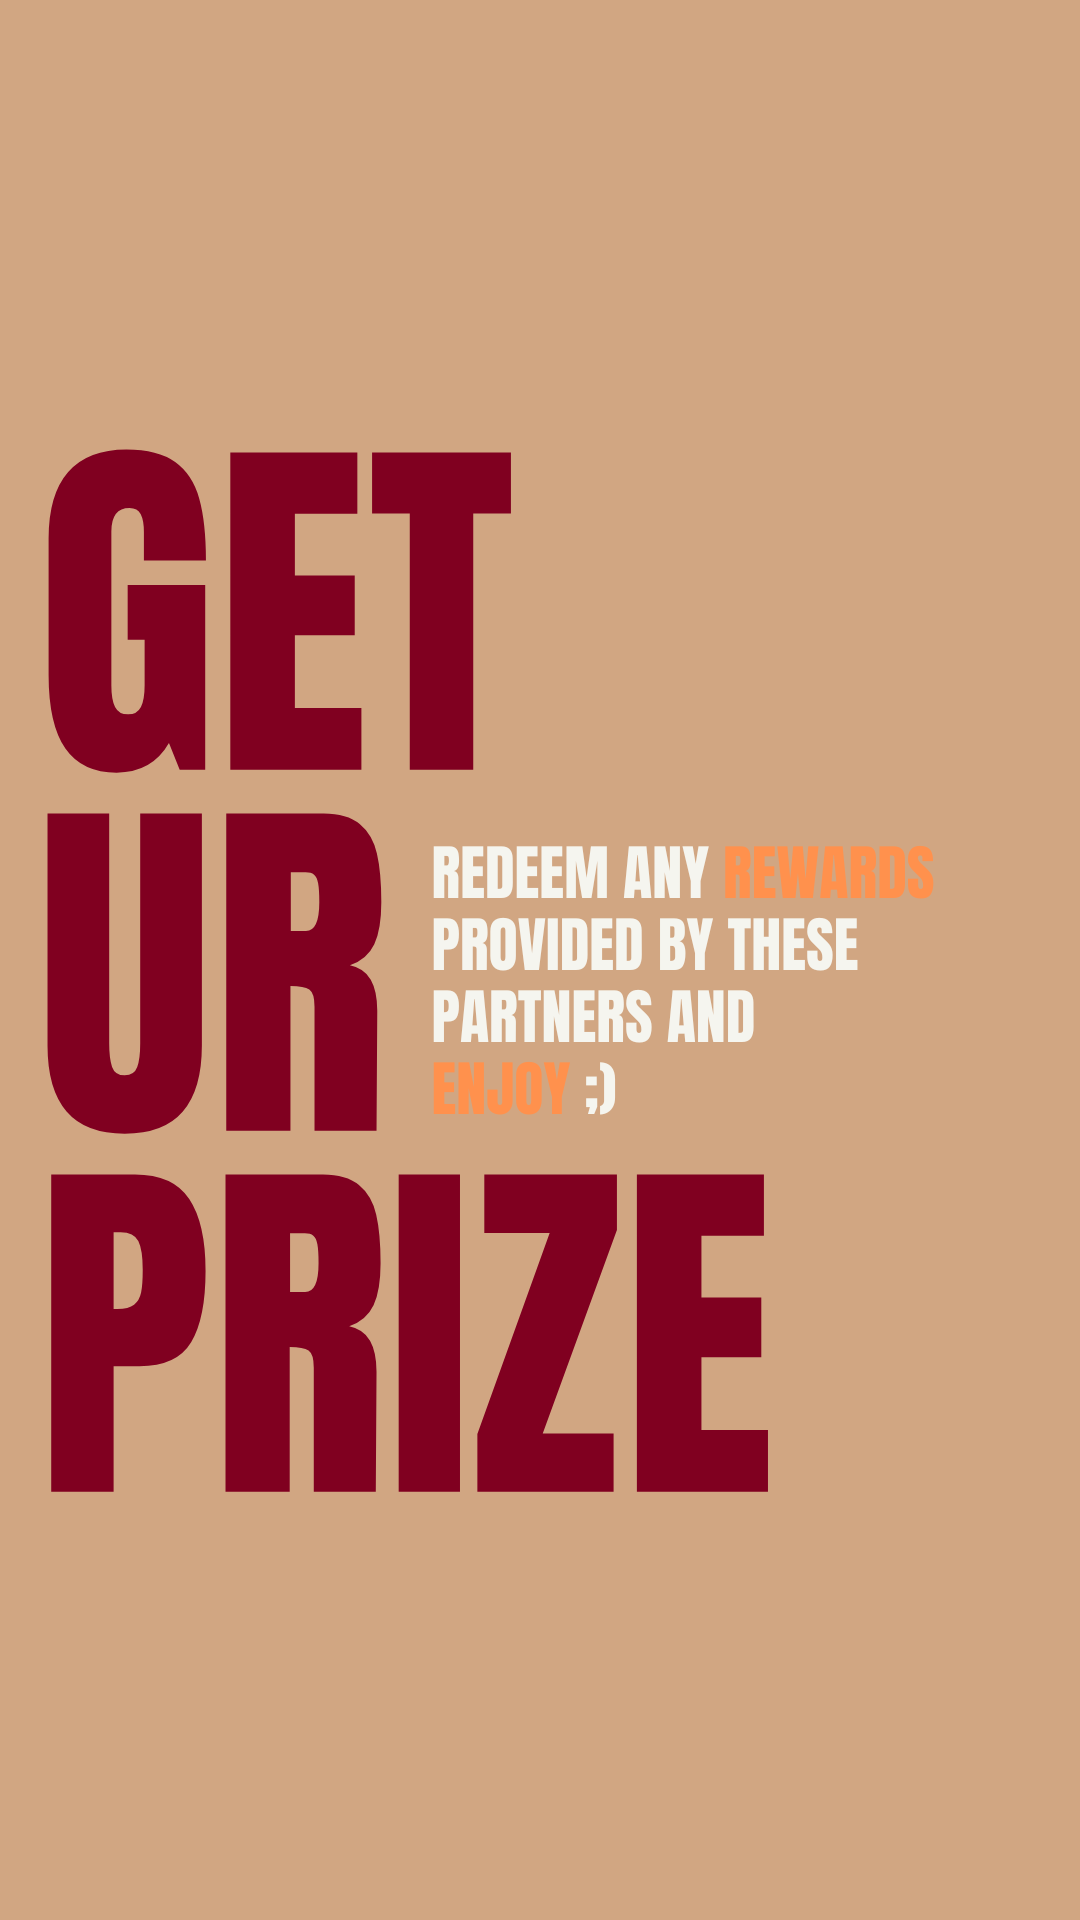 GET
UR
REDEEM ANY REWARDS
PROVIDED BY THESE
PARTNERS AND
ENJOY ;)
PRIZE